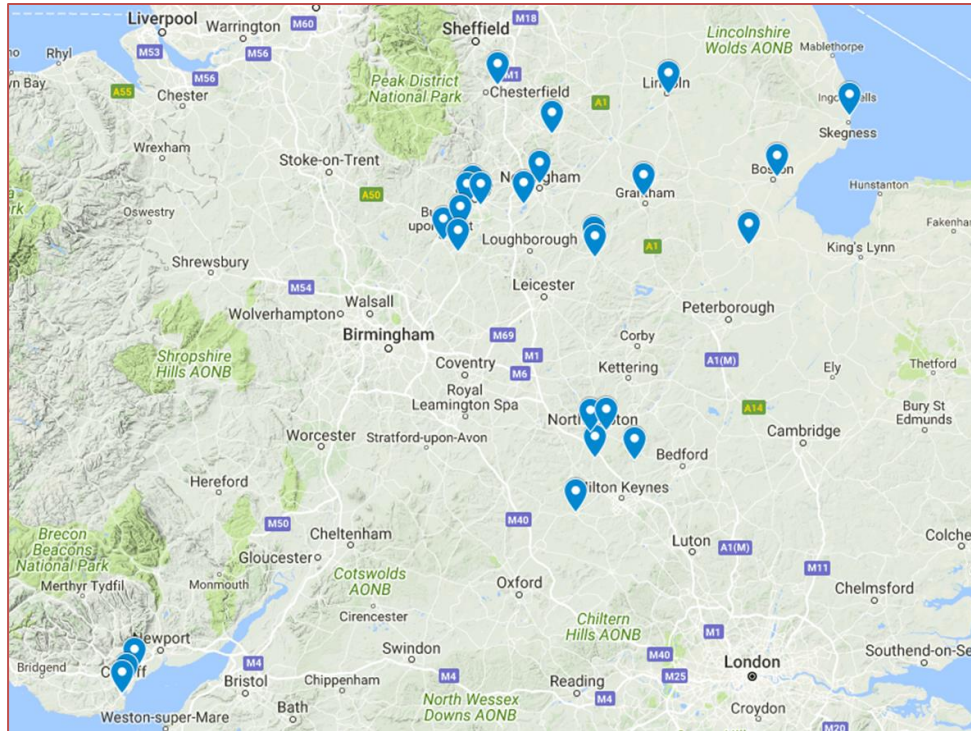 Liverpool
Warrington
M60
M18
Sheffield
Lincolnshire
Wolds AONB
Mablethorpe
Rhyl
M53
M56
M56
A55
Chester
Peak District
National Park
M1
Chesterfield
A1
Skegness
Wrexham
Stoke-on-Trent
A50
Boston
Hunstanton
Oswestry
Loughborough
A1
King's Lynn
Shrewsbury
M54
Leicester
Walsall
Wolverhampton
Peterborough
Birmingham
M69
Corby
Shropshire
Hills AONB
Coventry
M1
M6
A1(M)
Kettering
Ely
Thetford
Royal
Leamington Spa
A14
Bury St
Edmunds
Worcester
Stratford-upon-Avon
Cambridge
Bedford
Hereford
M50
M40
Brecon
Beacons
National Park
Cheltenham
Gloucester
Luton
A1(M)
M11
Merthyr Tydfil
Monmouth
Cotswolds
AONB
Oxford
Chelmsford
Cirencester
Chiltern
Hills AONB
M1
Bridgend
M4
Swindon
M4
M40
M25
London
Bristol
Chippenham
Reading
M4
Weston-super-Mare
Bath
North Wessex
Downs AONB
Croydon
M20